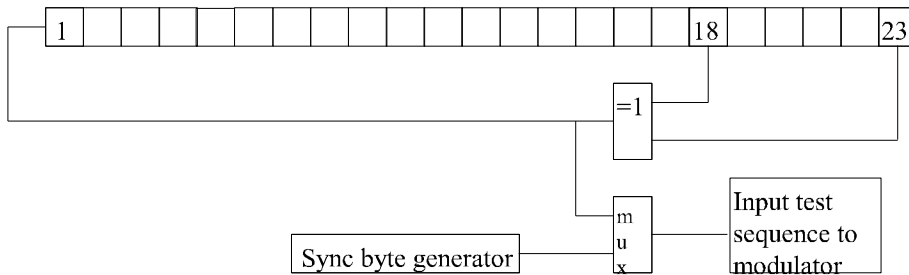 1 18 23
=1
m
u
x
Input test
sequence to
modulator
Sync byte generator